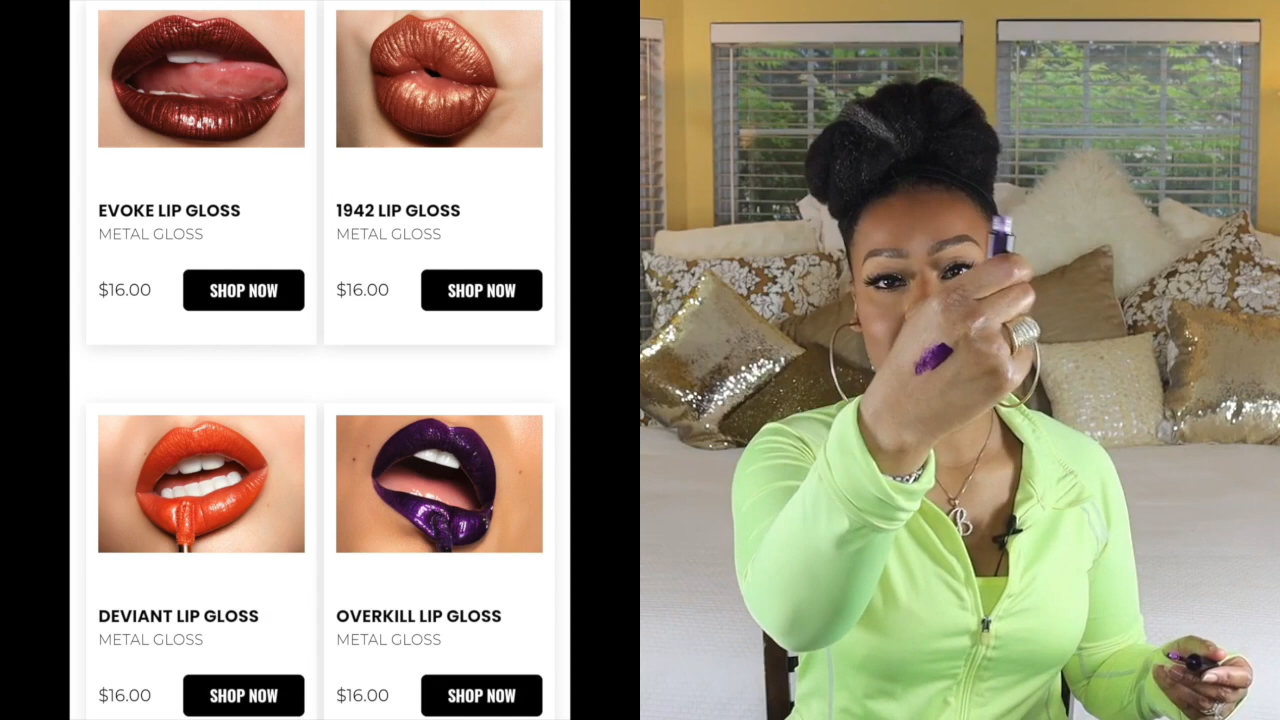 EVOKE LIP GLOSS
METAL GLOSS
$16.00 SHOP NOW
1942 LIP GLOSS
METAL GLOSS
$16.00 SHOP NOW
DEVIANT LIP GLOSS
METAL GLOSS
$16.00 SHOP NOW
OVERKILL LIP GLOSS
METAL GLOSS
$16.00 SHOP NOW